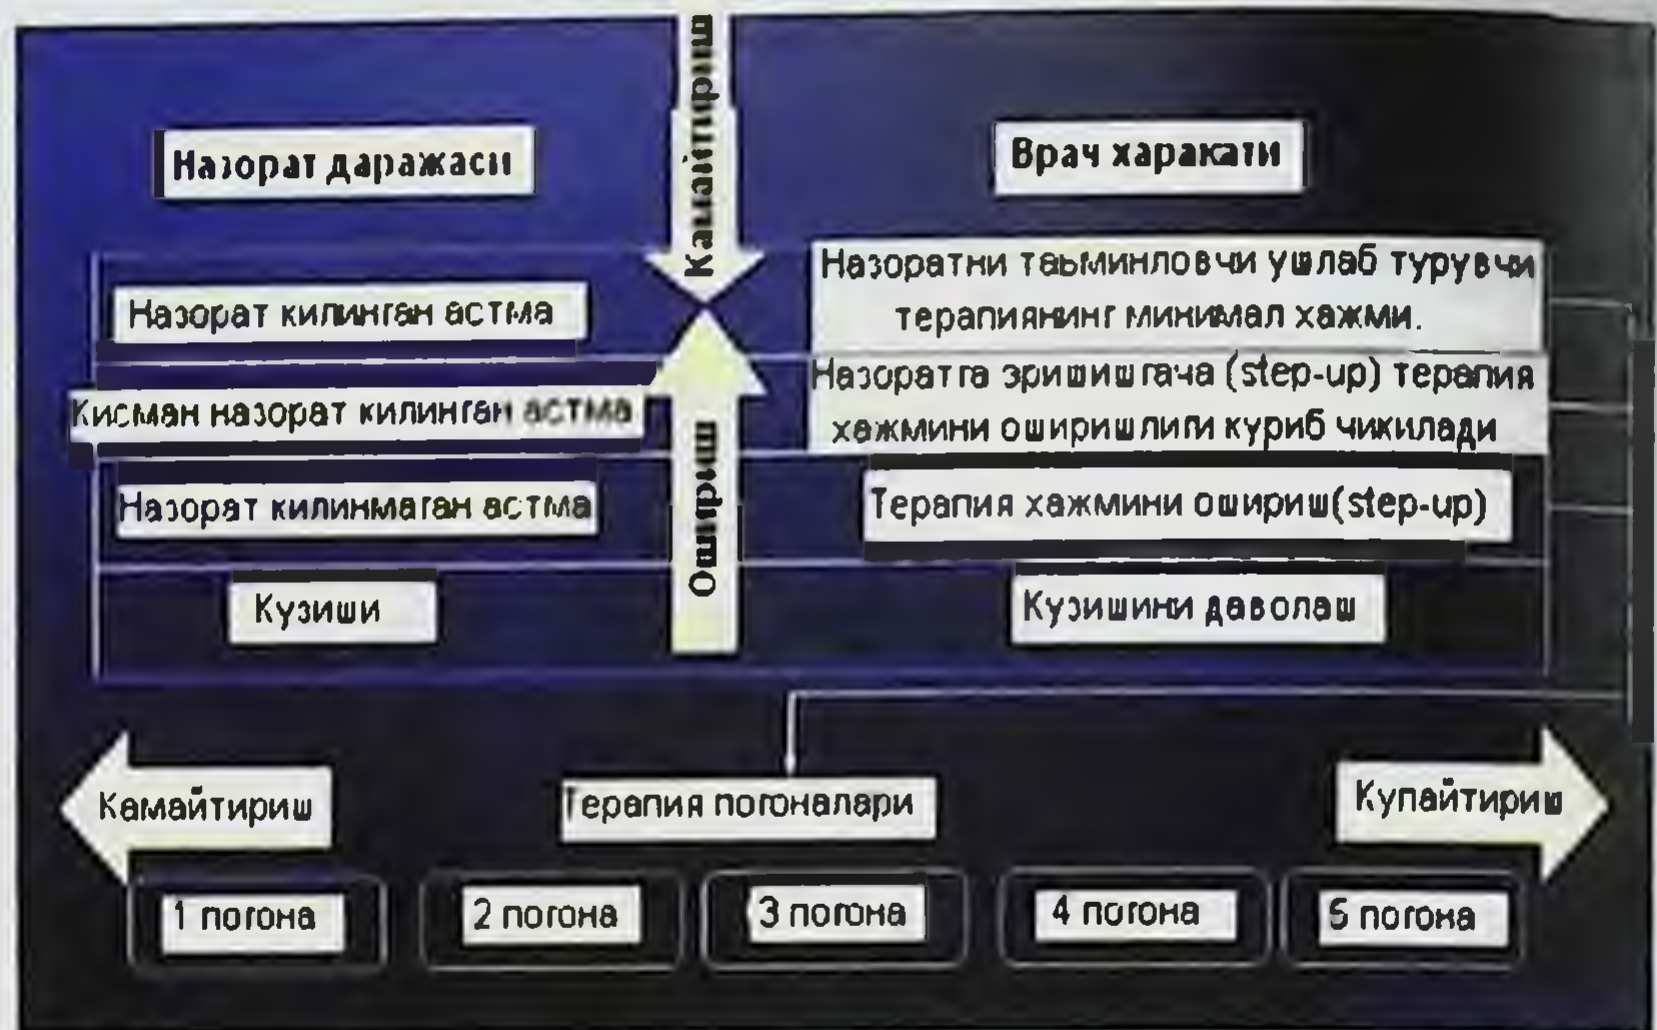 Камайтириш
Назорат даражаси
Врач харакати
Назорат килинган астма
Назоратни таъминловчи ушлаб турувчи
терапиянинг минимал хажми.
Кисман назорат килинган астма
Назоратга эришишгача (step-up) терапия
хажмини оширишлиги куриб чикилади
Назорат килинмаган астма
Ошириш
Терапия хажмини ошириш(step-up)
Кузиши
Кузишини даволаш
Камайтириш
Терапия погоналари
Купайтириш
1 погона
2 погона
3 погона
4 погона
5 погона